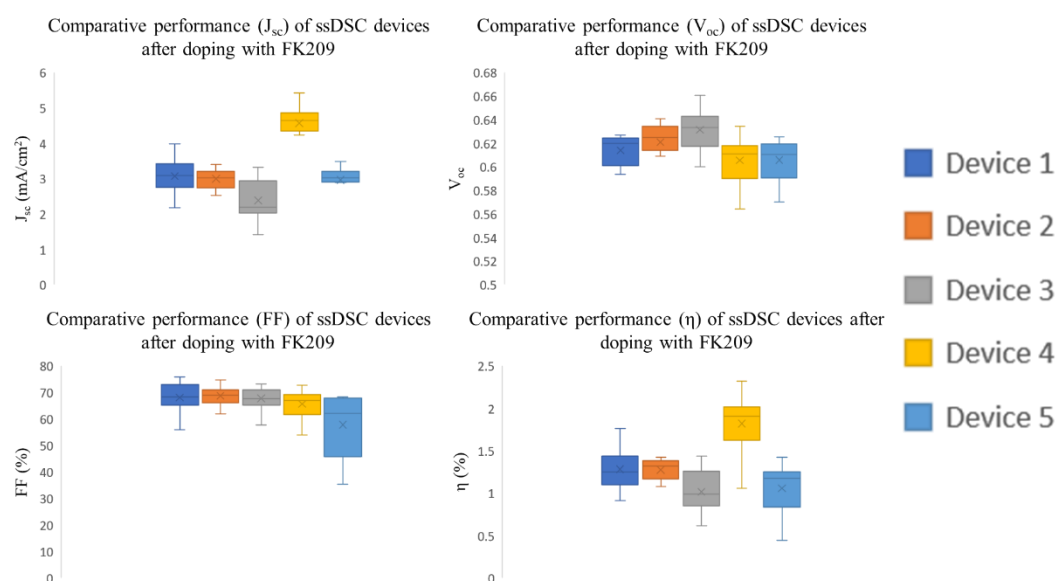 Comparative performance (Jsc) of ssDSC devices
after doping with FK209
6
5
4
3
2
1
0
Jsc (mA/cm²)
Comparative performance (Voc) of ssDSC devices
after doping with FK209
0.68
0.66
0.64
0.62
0.6
0.58
0.56
0.54
0.52
0.5
Voc
Device 1
Device 2
Device 3
Device 4
Device 5
Comparative performance (FF) of ssDSC devices
after doping with FK209
80
70
60
50
40
30
20
10
0
FF (%)
Comparative performance (η) of ssDSC devices after
doping with FK209
2.5
2
1.5
1
0.5
0
η (%)